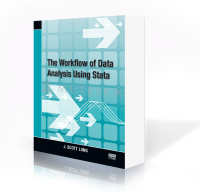 The Workflow of Data
Analysis Using Stata
J. SCOTT LONG